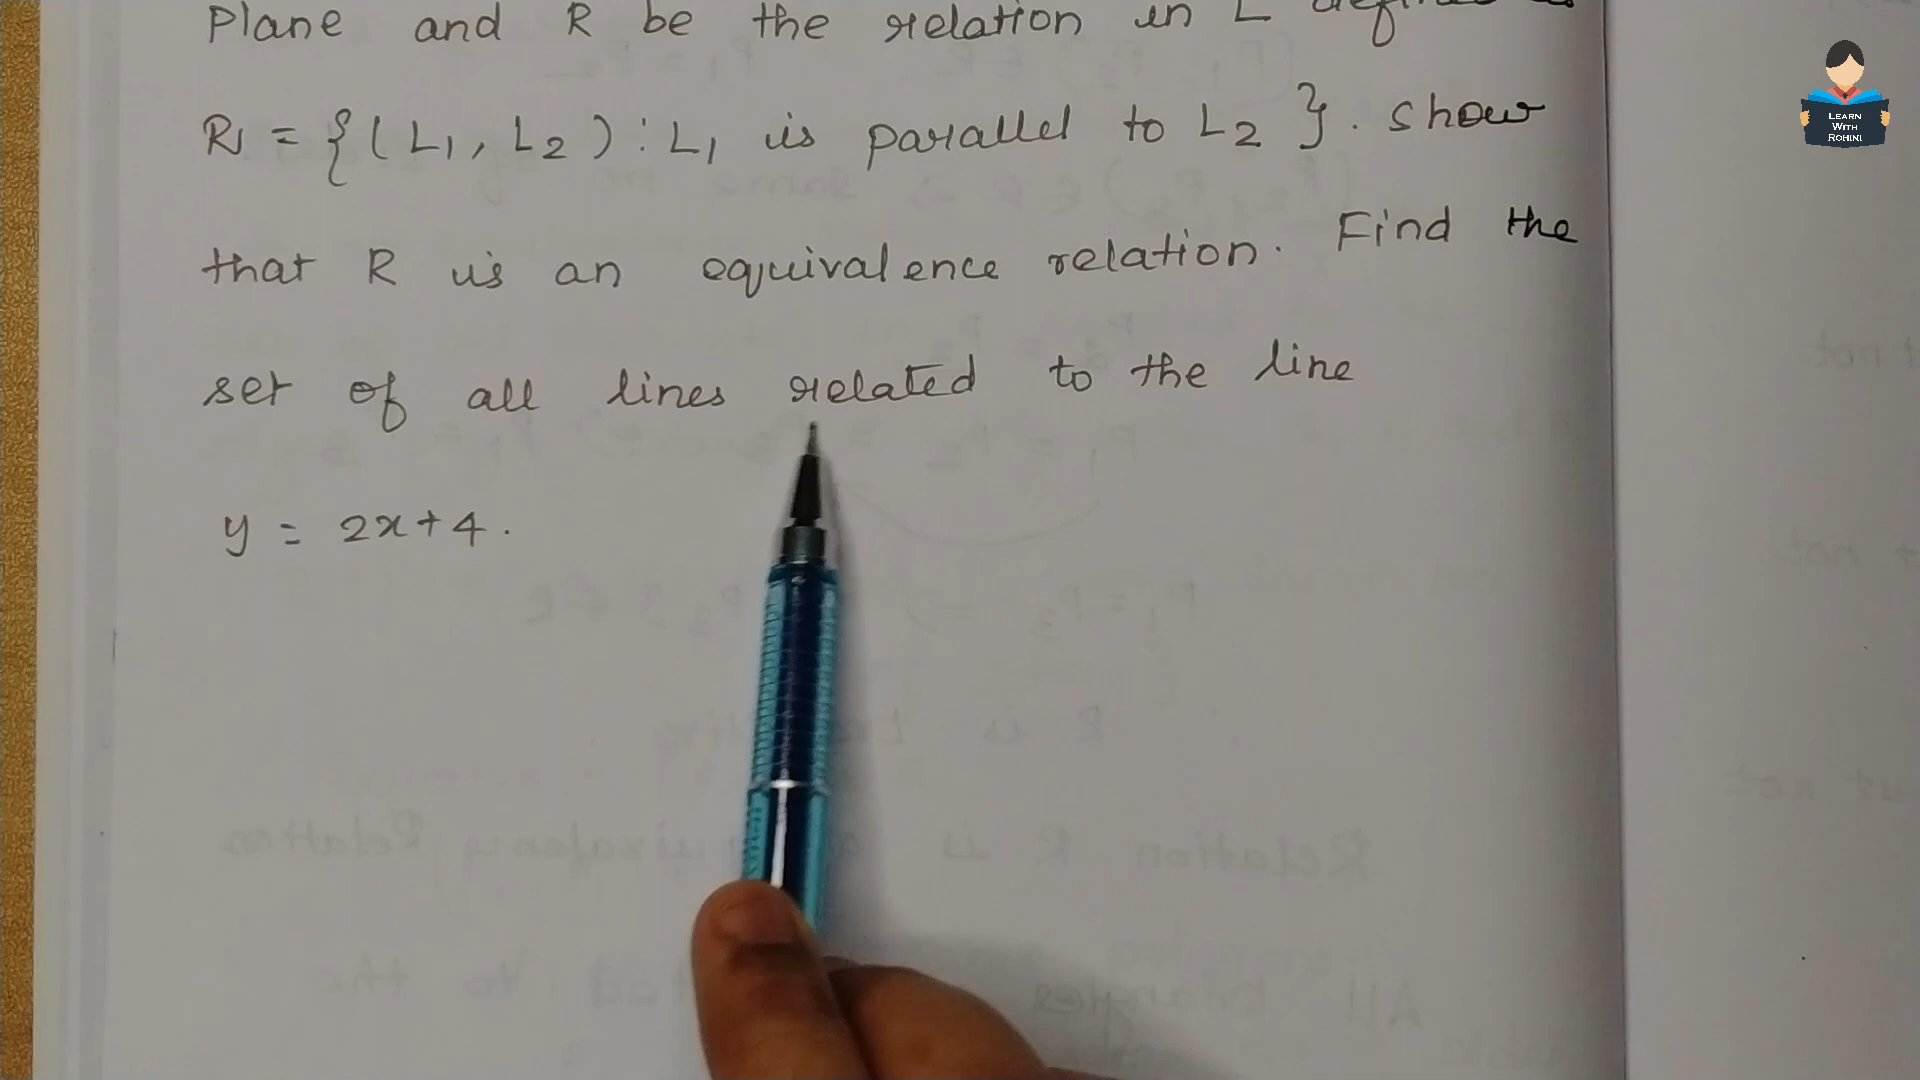 Plane and R be the relation in L
R = {(L1, L2) : L1 is parallel to L2}. show
that R is an equivalence relation. Find the
set of all lines related to the line
y = 2x+4.
LEARN
WITH
ROHINI